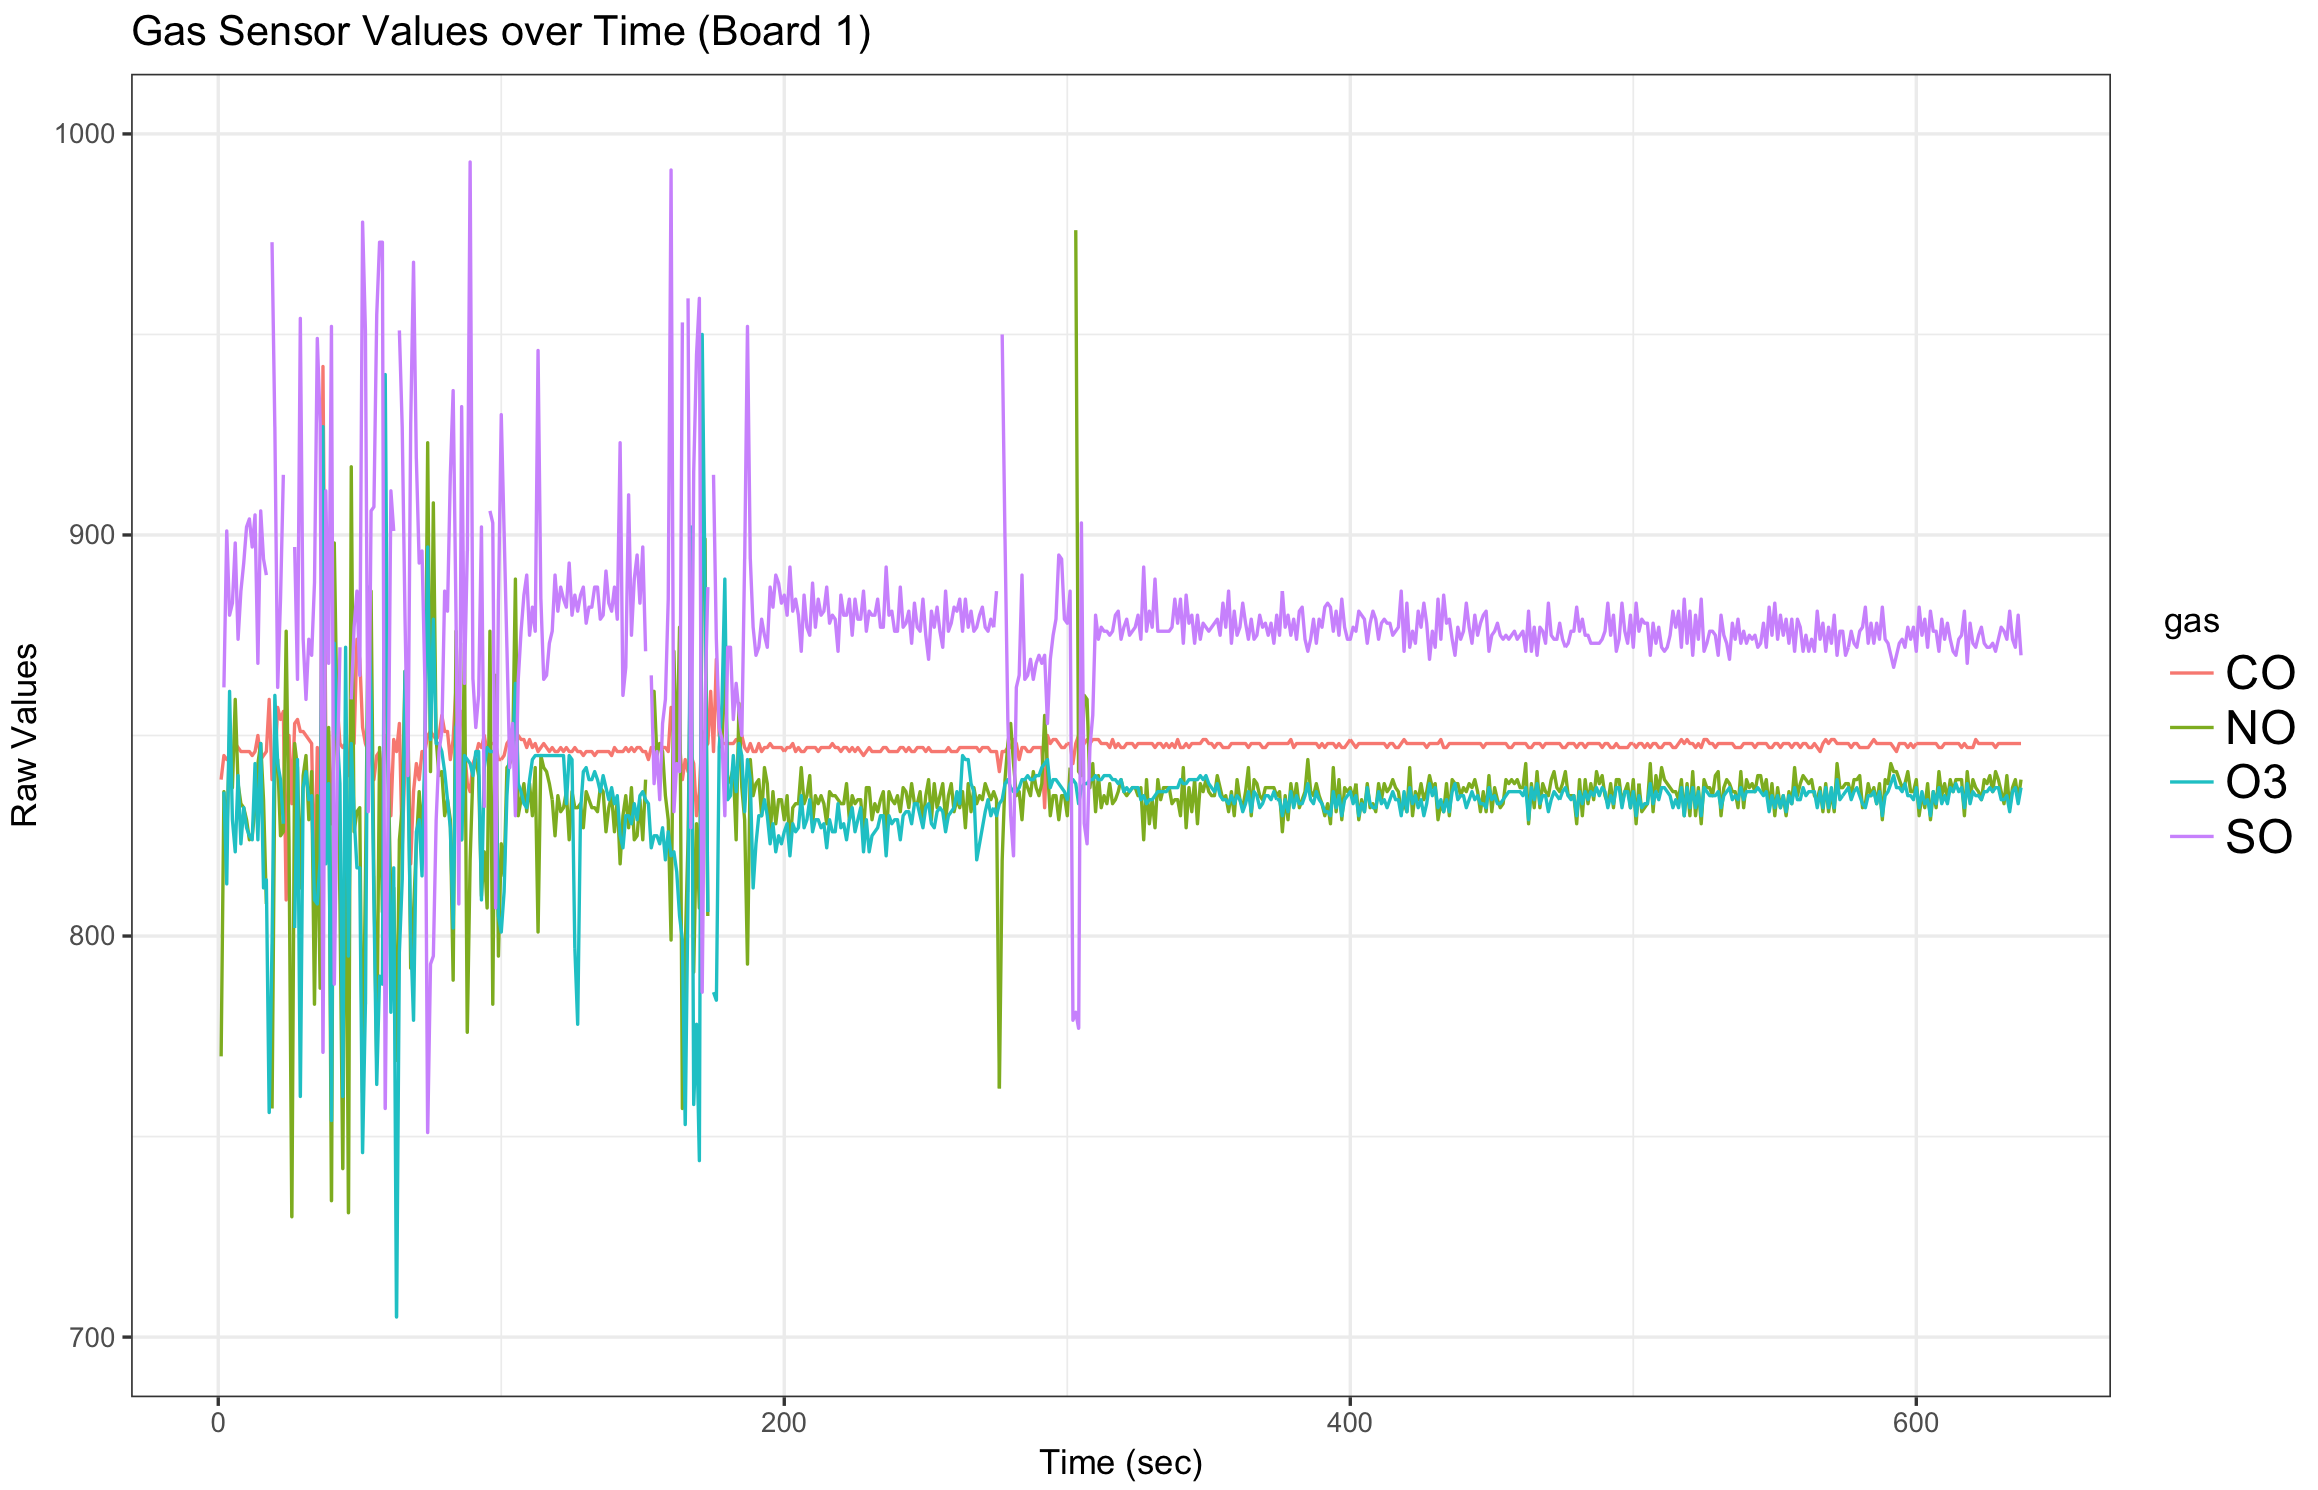 Gas Sensor Values over Time (Board 1)
1000
900
800
700
Raw Values
0 200 400 600
Time (sec)
gas
CO
NO
O3
SO